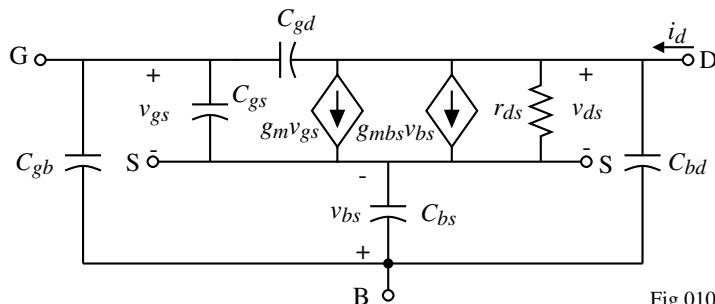 C_gd
i_d
G
D
+
+
v_gs
C_gs
g_m v_gs
g_mbs v_bs
r_ds
v_ds
-
-
C_gb
S
S
C_bd
-
v_bs
C_bs
+
B
Fig.010